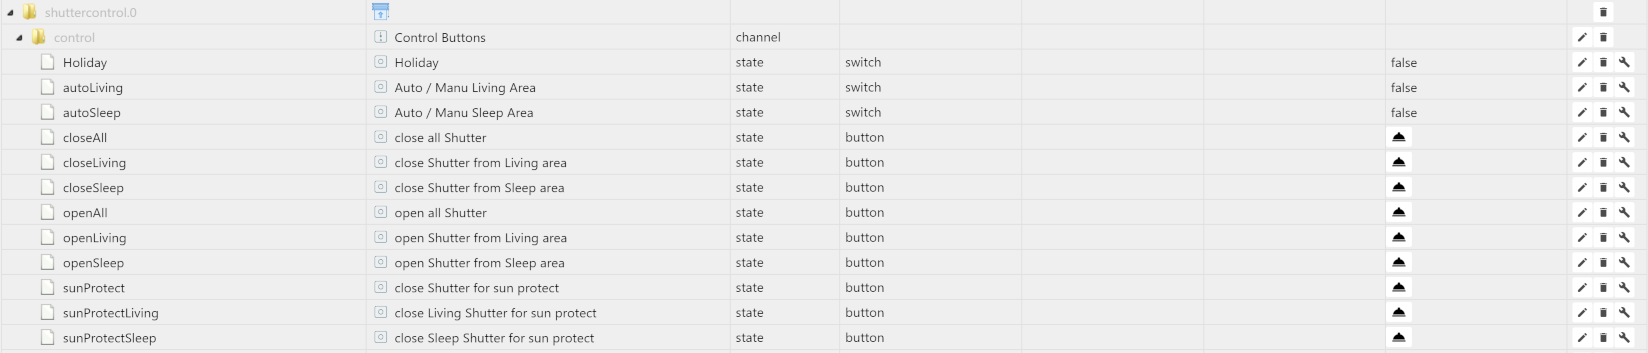 shuttercontrol.0
control Control Buttons channel
Holiday Holiday state switch false
autoLiving Auto / Manu Living Area state switch false
autoSleep Auto / Manu Sleep Area state switch false
closeAll close all Shutter state button
closeLiving close Shutter from Living area state button
closeSleep close Shutter from Sleep area state button
openAll open all Shutter state button
openLiving open Shutter from Living area state button
openSleep open Shutter from Sleep area state button
sunProtect close Shutter for sun protect state button
sunProtectLiving close Living Shutter for sun protect state button
sunProtectSleep close Sleep Shutter for sun protect state button